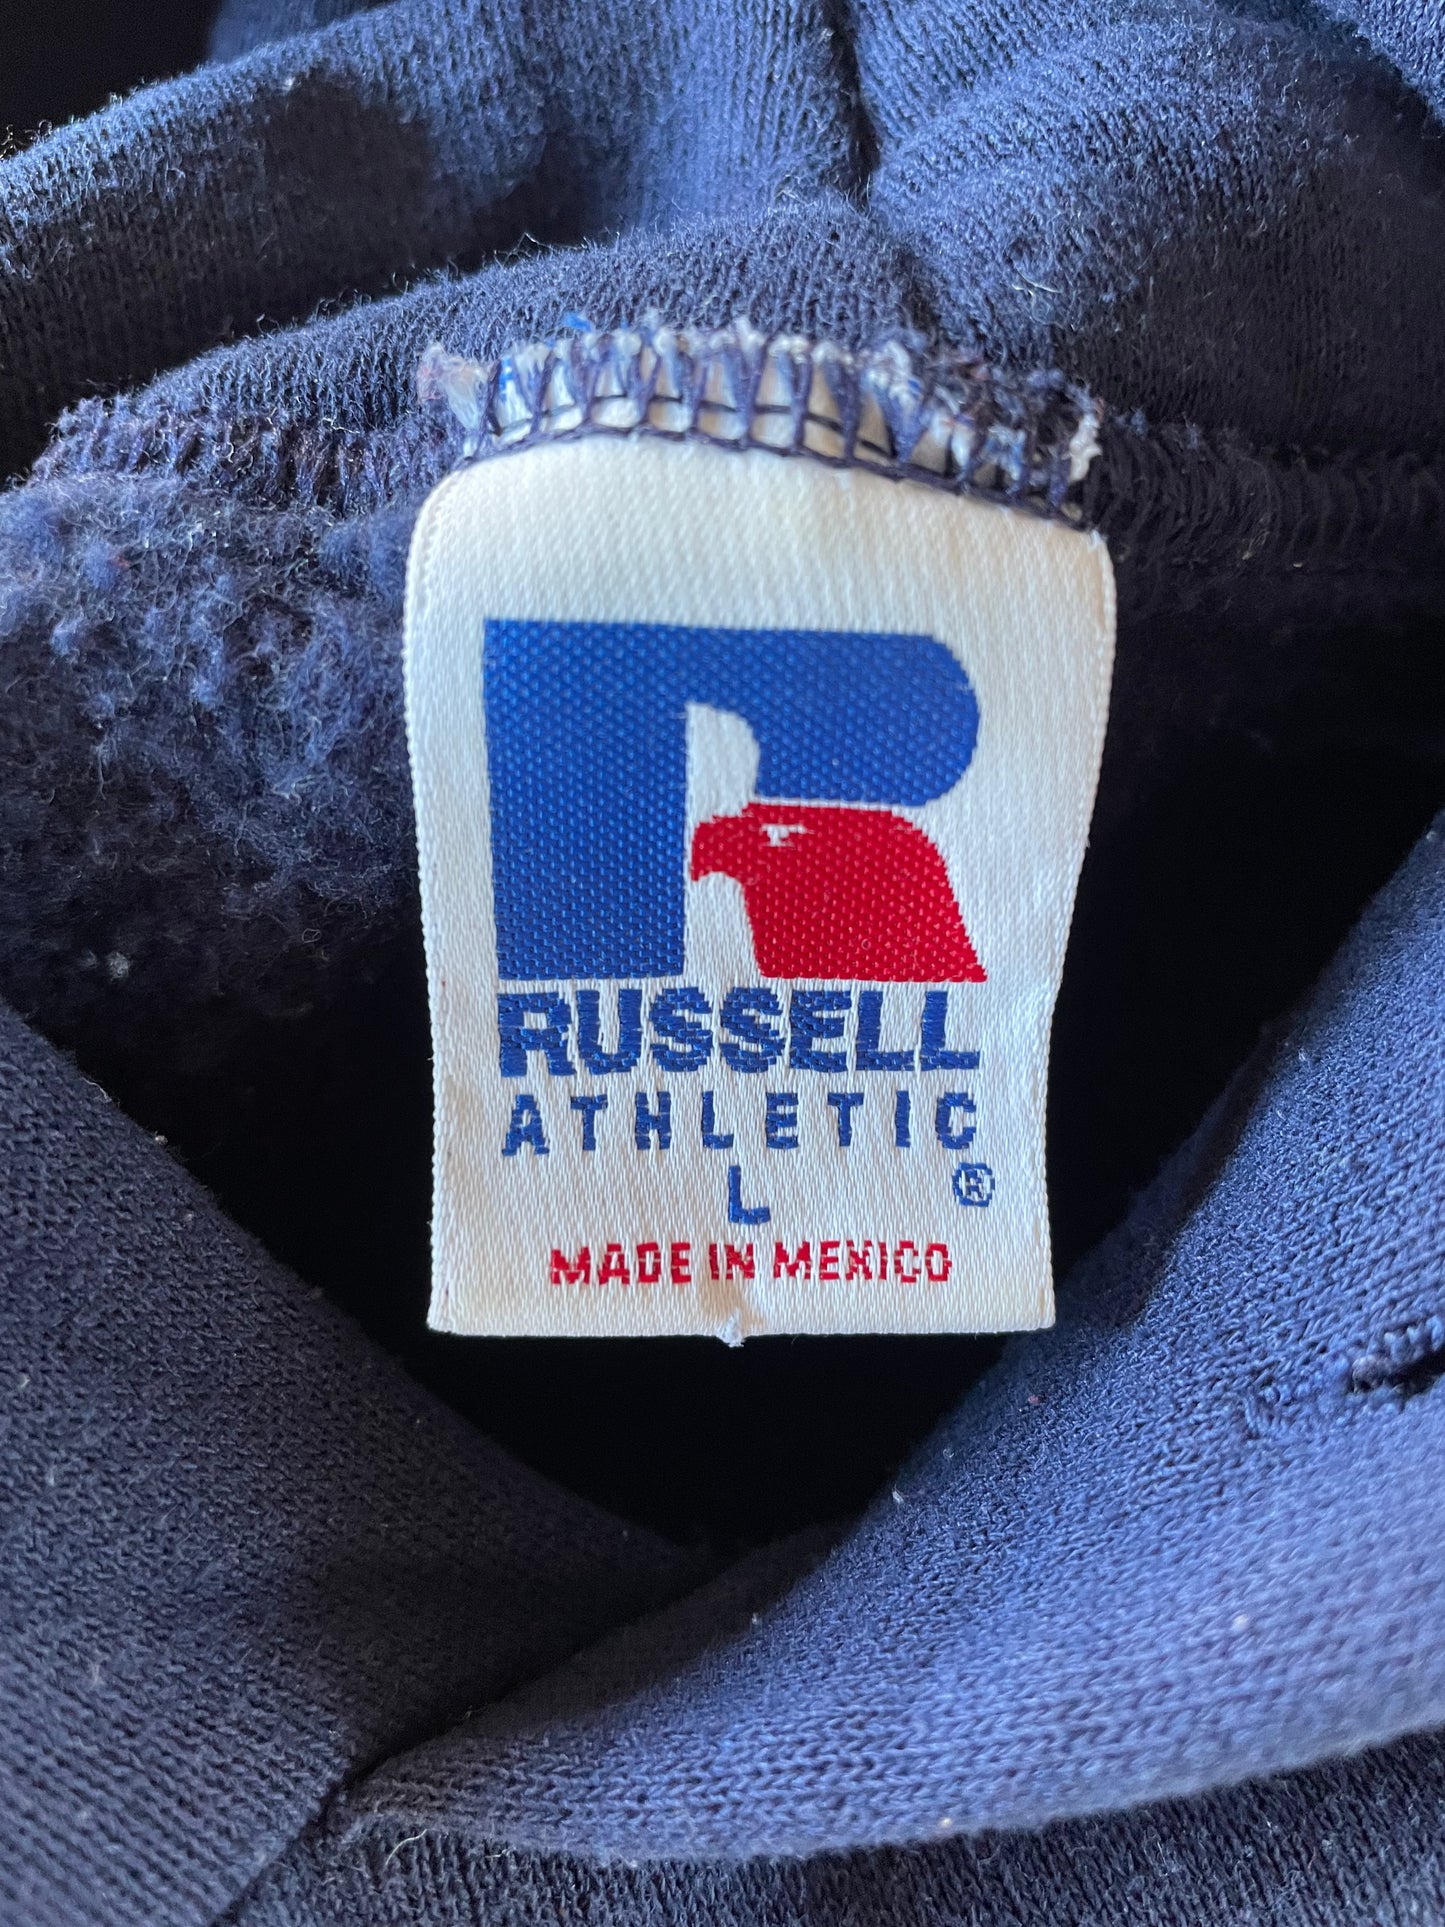 RUSSELL
ATHLETIC
L ®
MADE IN MEXICO